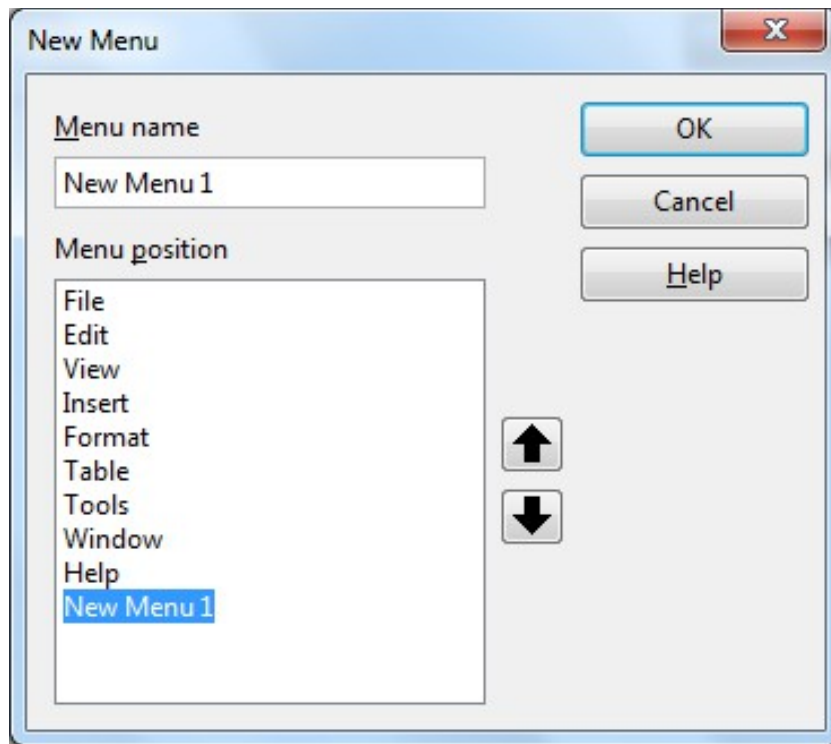 New Menu
Menu name
New Menu 1
Menu position
File
Edit
View
Insert
Format
Table
Tools
Window
Help
New Menu 1
OK
Cancel
Help